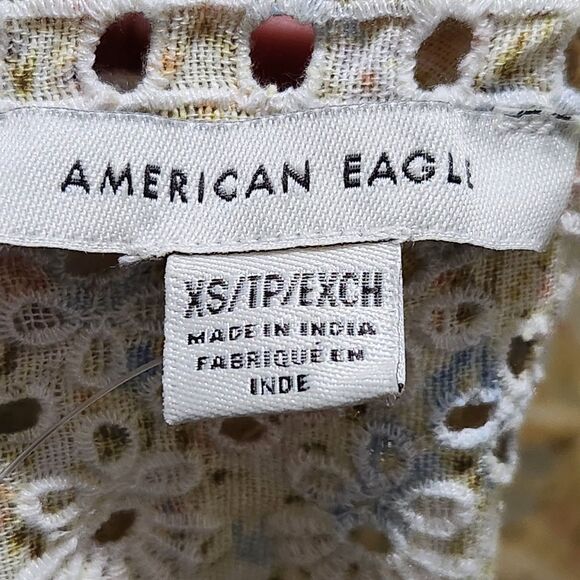 AMERICAN EAGLE
XS/TP/EXCH
MADE IN INDIA
FABRIQUÉ EN
INDE